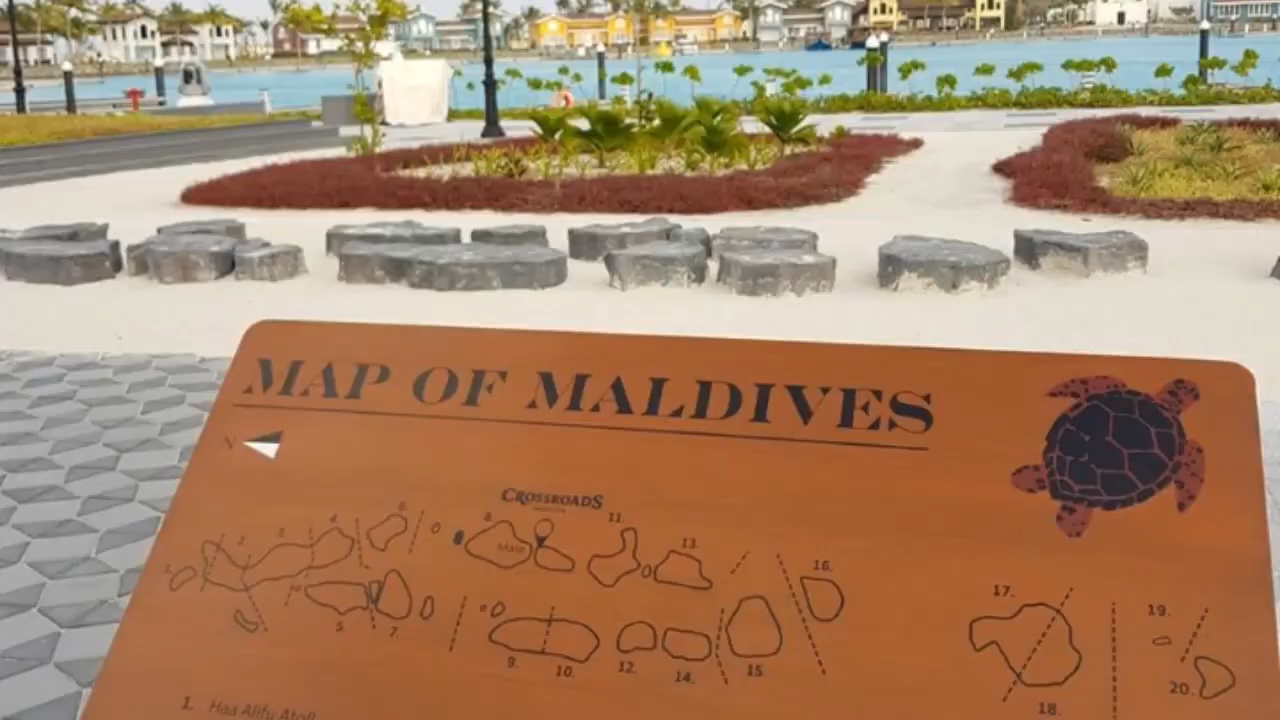 MAP OF MALDIVES
N
CROSSROADS
1. 2. 3. 4. 6. 8. Male 11. 13. 16.
5. 7. 9. 10. 12. 14. 15.
17. 18. 19. 20.
1. Haa Alifu Atoll